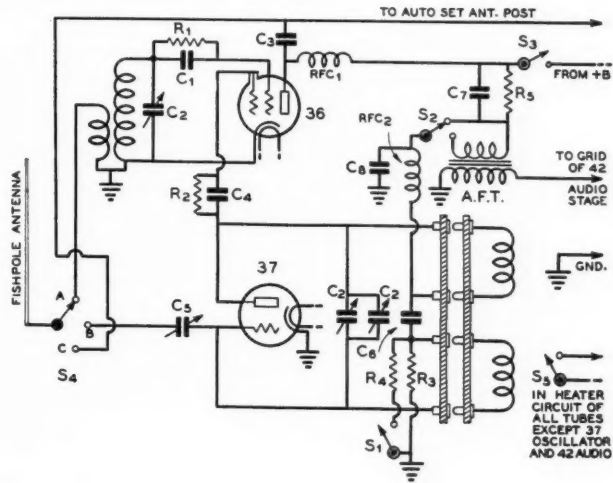 TO AUTO SET ANT. POST
R1
C1
C3
RFC1
S3
FROM +B
C2
36
C7
R5
S2
RFC2
C8
TO GRID
OF 42
AUDIO
STAGE
A.F.T.
R2
C4
FISHPOLE ANTENNA
37
GND.
A
B
C
S4
C5
C2
C2
C6
R4
R3
S1
S5
IN HEATER
CIRCUIT OF
ALL TUBES
EXCEPT 37
OSCILLATOR
AND 42 AUDIO